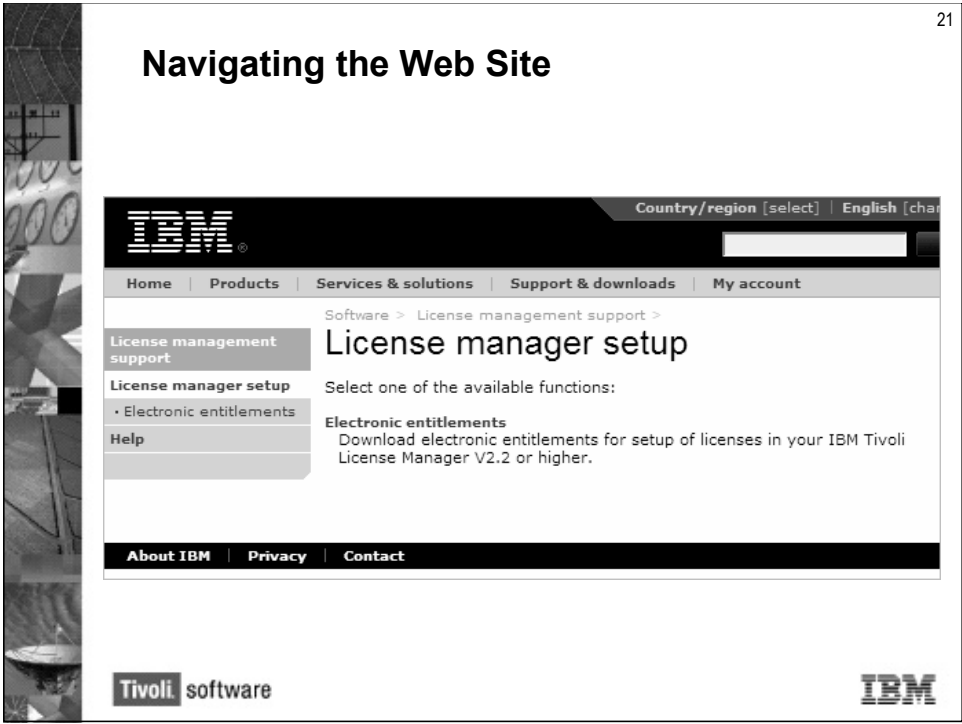 21
Navigating the Web Site
Country/region [select] | English [char
IBM®
Home | Products | Services & solutions | Support & downloads | My account
Software > License management support >
License manager setup
License management
support
License manager setup
• Electronic entitlements
Help
Select one of the available functions:
Electronic entitlements
Download electronic entitlements for setup of licenses in your IBM Tivoli
License Manager V2.2 or higher.
About IBM | Privacy | Contact
Tivoli. software
IBM